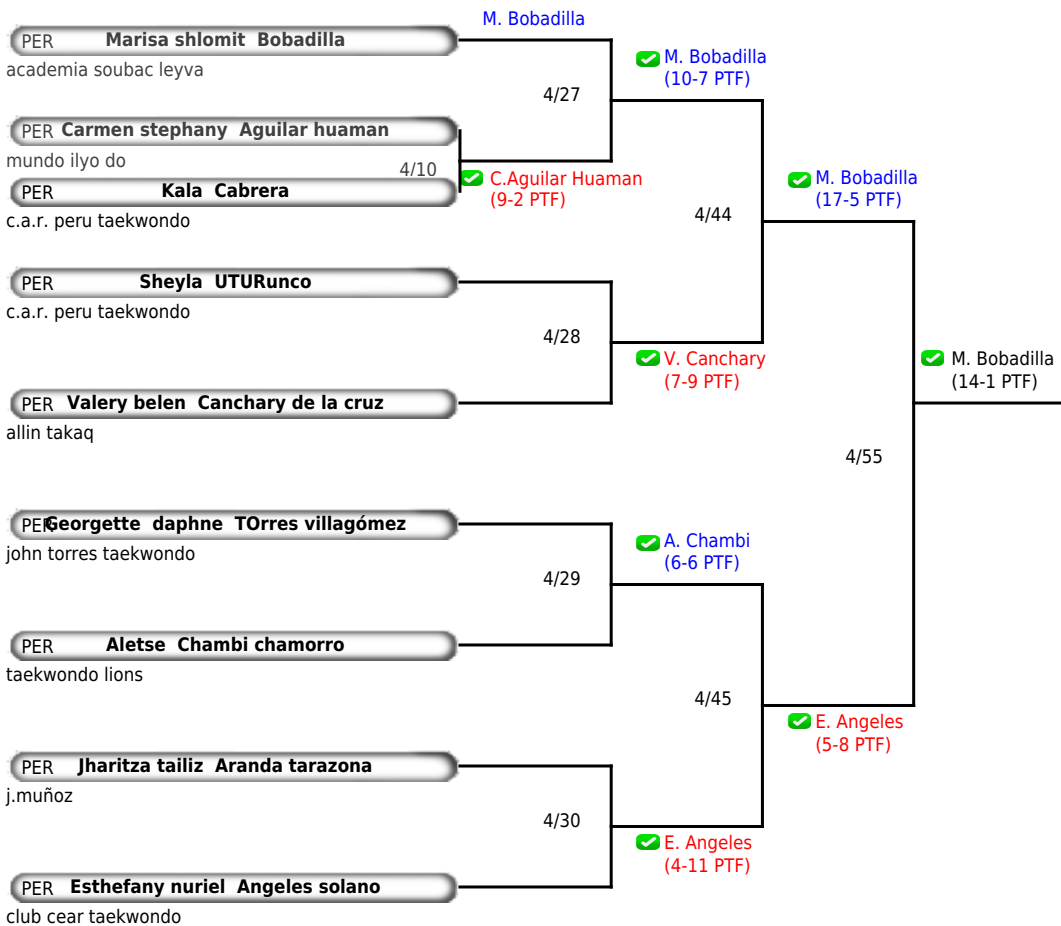 M. Bobadilla
PER Marisa shlomit Bobadilla
academia soubac leyva
4/27
M. Bobadilla
(10-7 PTF)
PER Carmen stephany Aguilar huaman
mundo ilyo do
4/10
C.Aguilar Huaman
(9-2 PTF)
PER Kala Cabrera
c.a.r. peru taekwondo
4/44
M. Bobadilla
(17-5 PTF)
PER Sheyla UTURunco
c.a.r. peru taekwondo
4/28
V. Canchary
(7-9 PTF)
PER Valery belen Canchary de la cruz
allin takaq
M. Bobadilla
(14-1 PTF)
4/55
PER Georgette daphne TOrres villagómez
john torres taekwondo
4/29
A. Chambi
(6-6 PTF)
PER Aletse Chambi chamorro
taekwondo lions
4/45
E. Angeles
(5-8 PTF)
PER Jharitza tailiz Aranda tarazona
j.muñoz
4/30
E. Angeles
(4-11 PTF)
PER Esthefany nuriel Angeles solano
club cear taekwondo